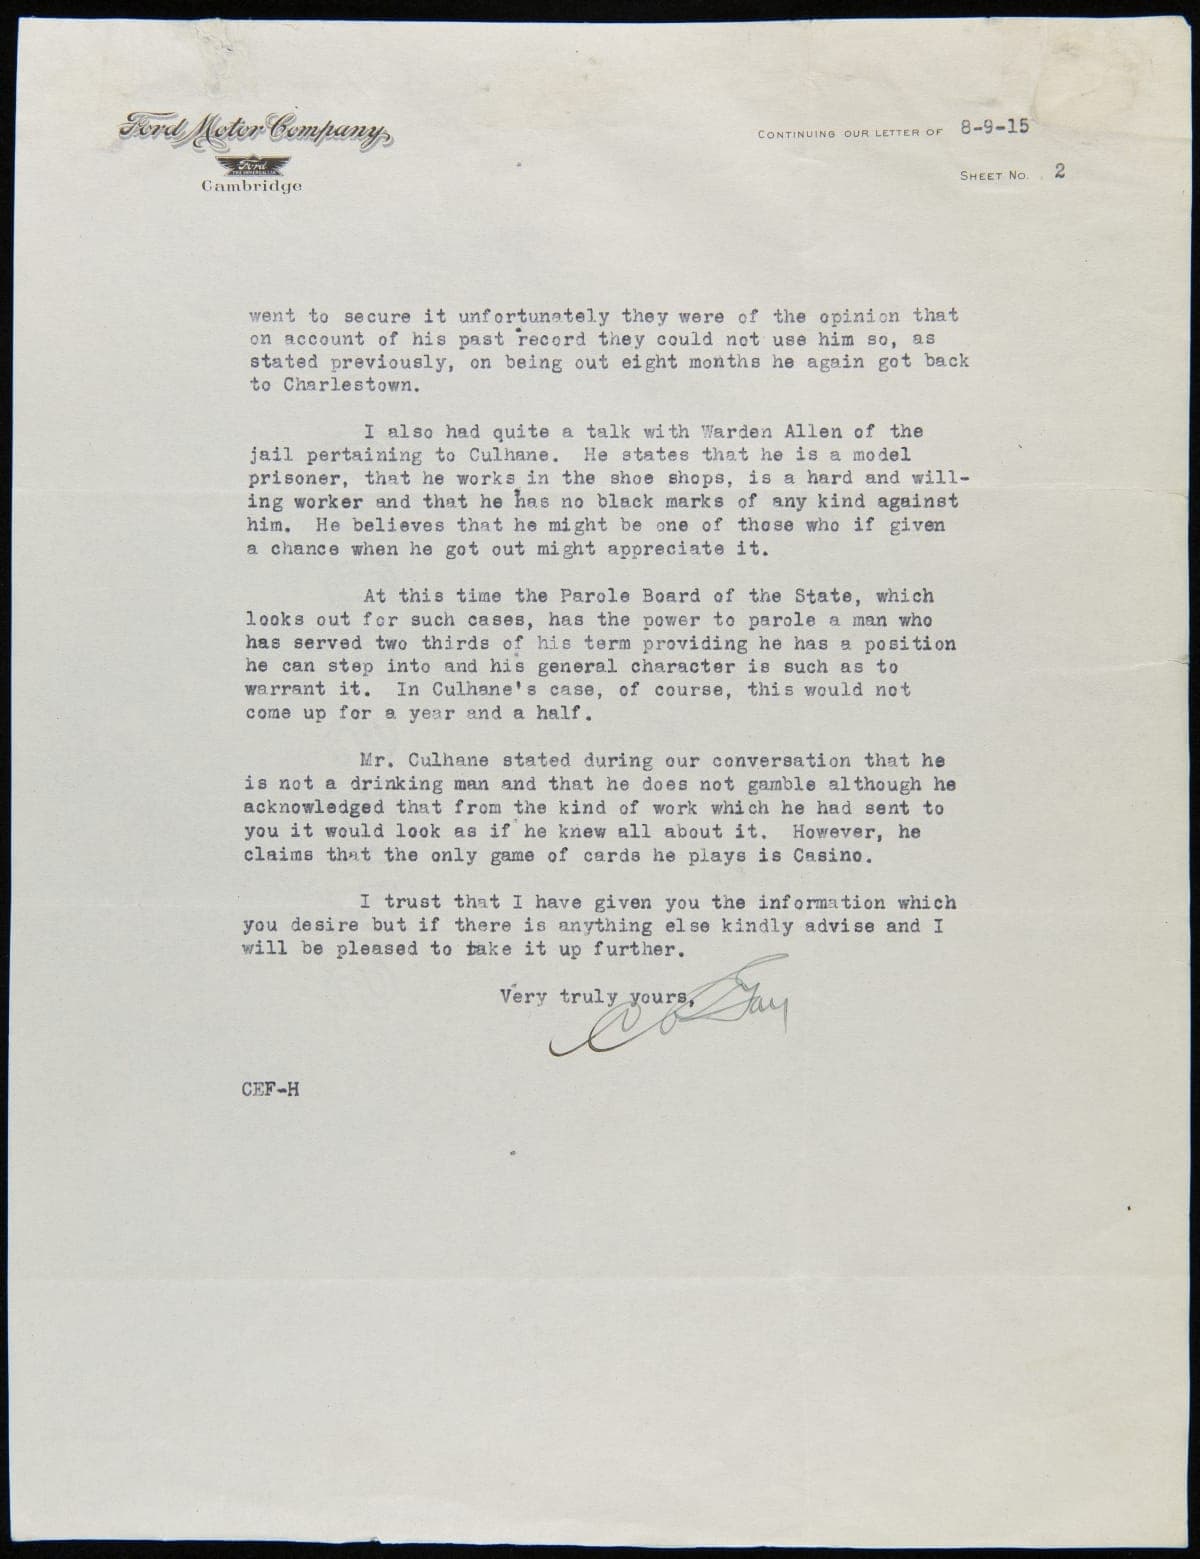 Ford Motor Company
Ford
THE UNIVERSAL CAR
Cambridge
CONTINUING OUR LETTER OF 8-9-15
SHEET NO. 2
went to secure it unfortunately they were of the opinion that
on account of his past record they could not use him so, as
stated previously, on being out eight months he again got back
to Charlestown.
I also had quite a talk with Warden Allen of the
jail pertaining to Culhane. He states that he is a model
prisoner, that he works in the shoe shops, is a hard and will-
ing worker and that he has no black marks of any kind against
him. He believes that he might be one of those who if given
a chance when he got out might appreciate it.
At this time the Parole Board of the State, which
looks out for such cases, has the power to parole a man who
has served two thirds of his term providing he has a position
he can step into and his general character is such as to
warrant it. In Culhane's case, of course, this would not
come up for a year and a half.
Mr. Culhane stated during our conversation that he
is not a drinking man and that he does not gamble although he
acknowledged that from the kind of work which he had sent to
you it would look as if he knew all about it. However, he
claims that the only game of cards he plays is Casino.
I trust that I have given you the information which
you desire but if there is anything else kindly advise and I
will be pleased to take it up further.
Very truly yours,
CEF-H